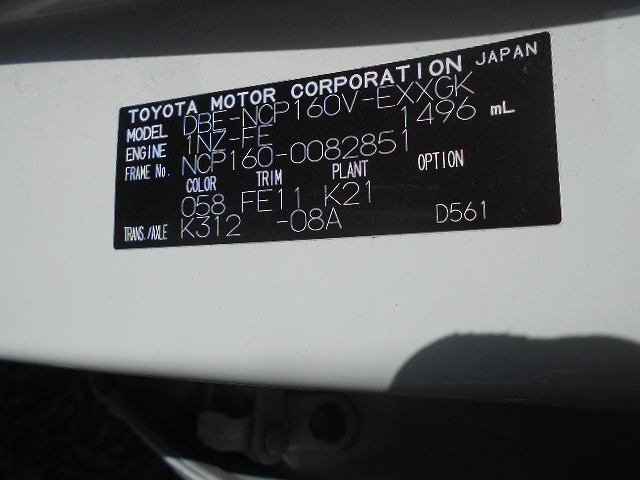 TOYOTA MOTOR CORPORATION JAPAN
MODEL DBE-NCP160V-EXXGK
ENGINE 1NZ-FE 1496 mL
FRAME No. NCP160-0082851
COLOR TRIM PLANT OPTION
058 FE11 K21
TRANS./AXLE K312 -08A D561